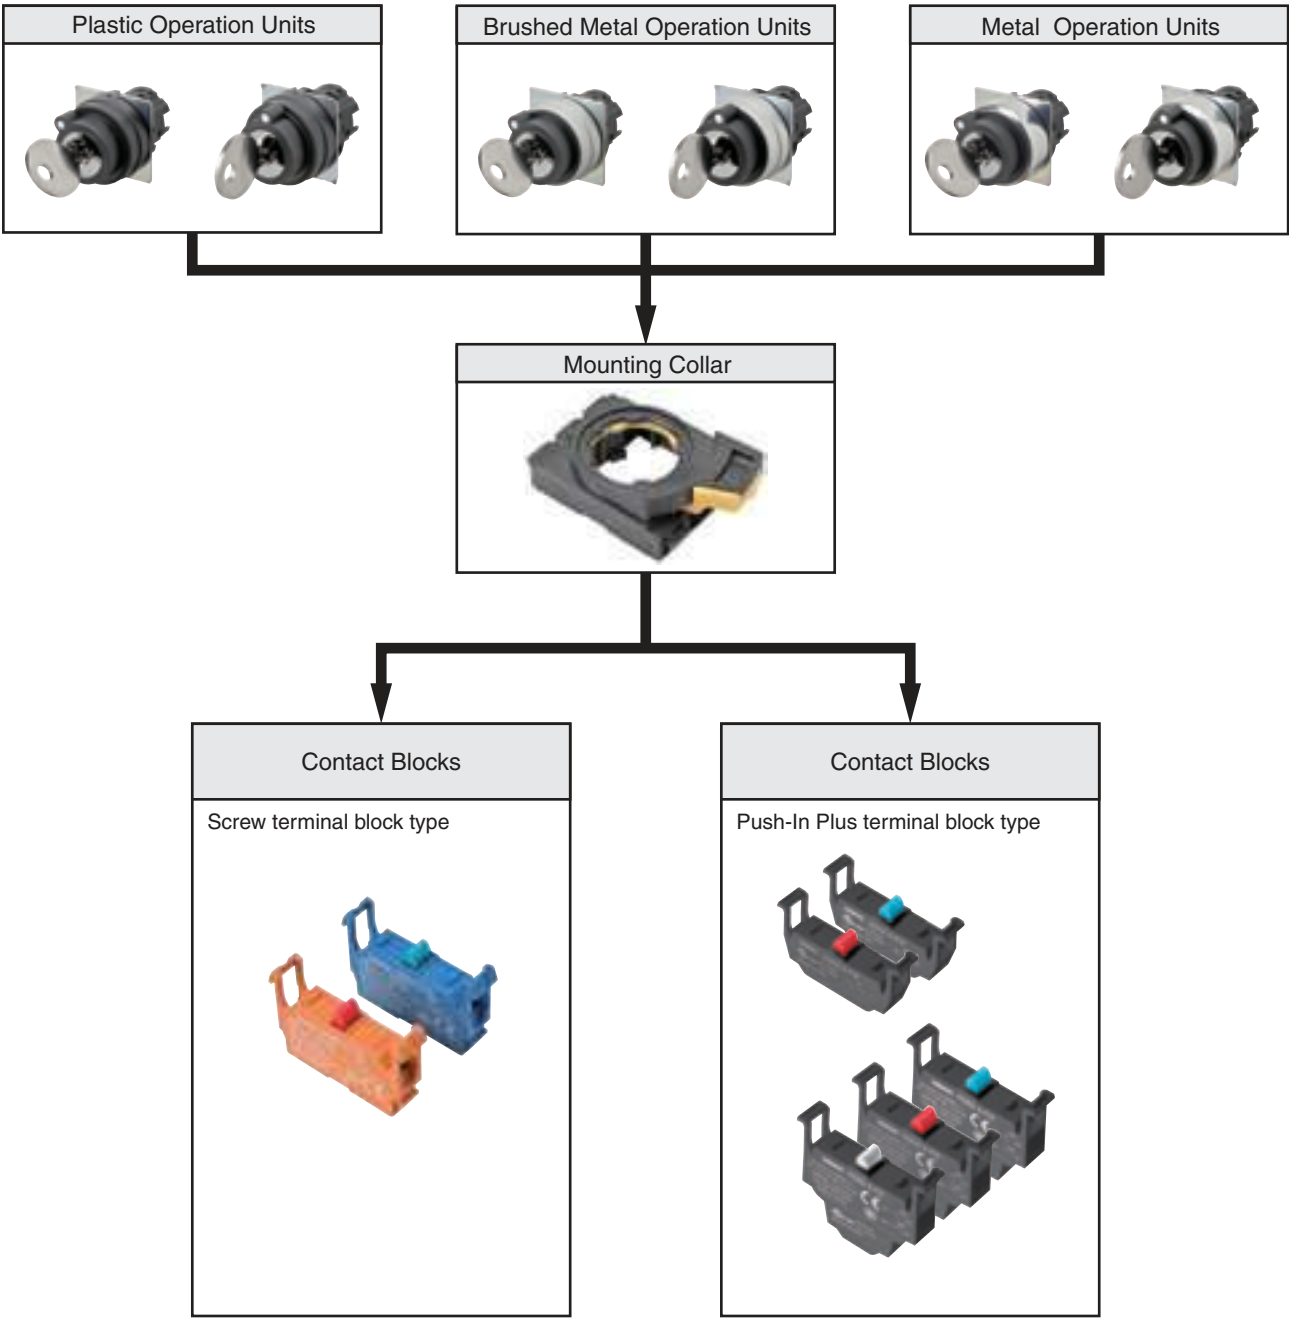 Plastic Operation Units
Brushed Metal Operation Units
Metal Operation Units
Mounting Collar
Contact Blocks
Screw terminal block type
Contact Blocks
Push-In Plus terminal block type